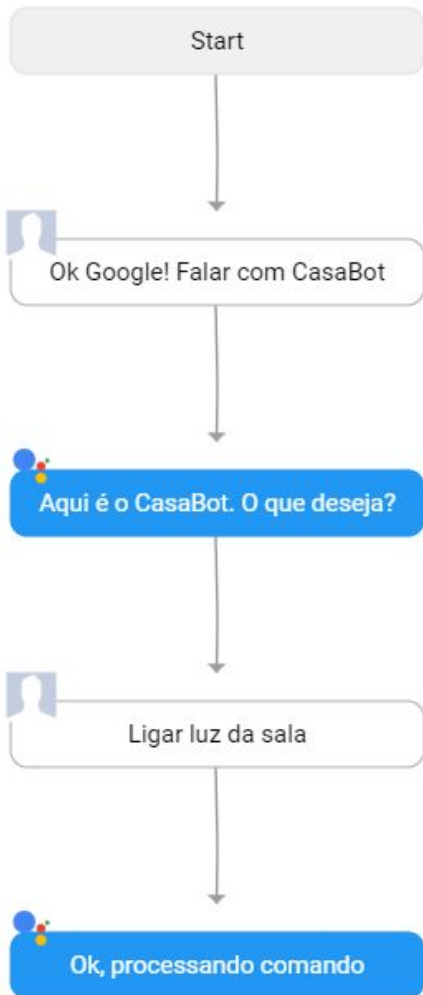 Start
Ok Google! Falar com CasaBot
Aqui é o CasaBot. O que deseja?
Ligar luz da sala
Ok, processando comando